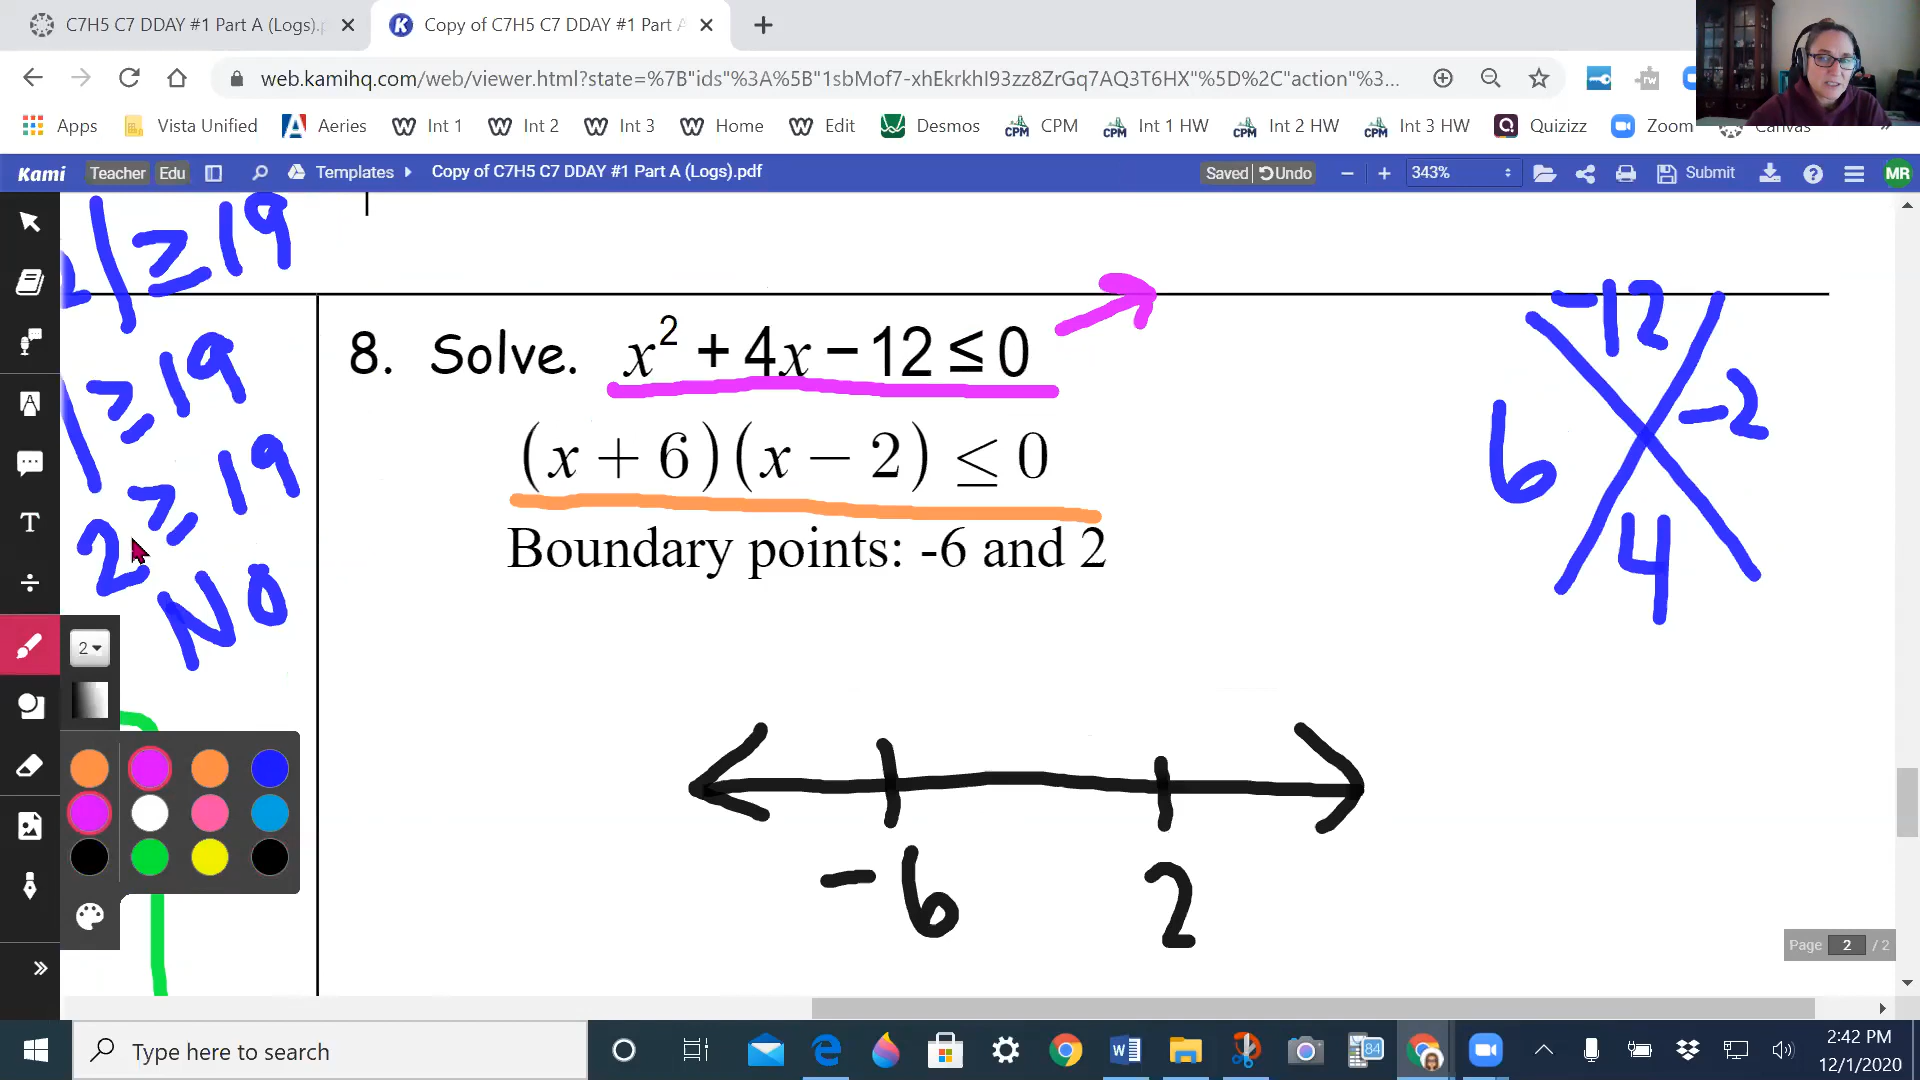 C7H5 C7 DDAY #1 Part A (Logs).p
Copy of C7H5 C7 DDAY #1 Part A
web.kamihq.com/web/viewer.html?state=%7B"ids"%3A%5B"1sbMof7-xhEkrkhI93zz8ZrGq7AQ3T6HX"%5D%2C"action"%3...
Apps Vista Unified Aeries Int 1 Int 2 Int 3 Home Edit Desmos CPM Int 1 HW Int 2 HW Int 3 HW Quizizz Zoom Canvas »
Kami Teacher Edu Templates Copy of C7H5 C7 DDAY #1 Part A (Logs).pdf Saved Undo 343% Submit MR
≥ 19
≥ 19
≥ 19
2
No
8. Solve. x² + 4x − 12 ≤ 0
(x + 6)(x − 2) ≤ 0
Boundary points: -6 and 2
-12
6 -2
4
-6 2
2
Page 2 / 2
Type here to search
84
2:42 PM
12/1/2020